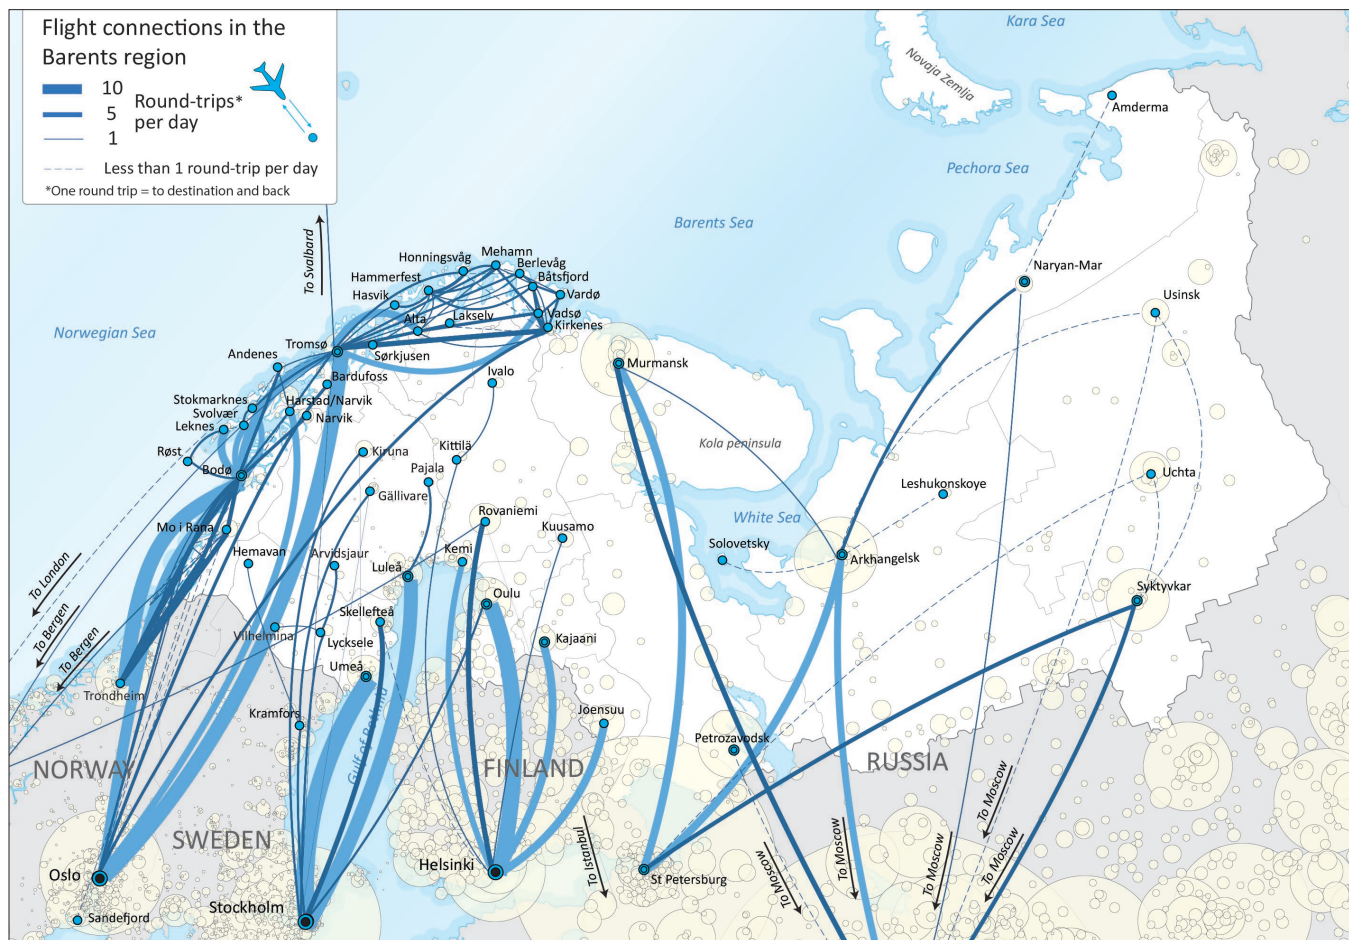 Flight connections in the
Barents region
10
5
1
Round-trips*
per day
Less than 1 round-trip per day
*One round trip = to destination and back
Kara Sea
Novaja Zemlja
Amderma
Pechora Sea
Barents Sea
Norwegian Sea
To Svalbard
Mehamn
Honningsvåg
Berlevåg
Hammerfest
Båtsfjord
Hasvik
Vardø
Naryan-Mar
Usinsk
Alta
Lakselv
Vadsø
Kirkenes
Tromsø
Andenes
Sørkjusen
Murmansk
Bardufoss
Ivalo
Stokmarknes
Harstad/Narvik
Svolvær
Narvik
Leknes
Røst
Bodø
Kiruna
Kittilä
Kola peninsula
Pajala
Gällivare
Leshukonskoye
Uchta
Rovaniemi
White Sea
Mo i Rana
Kuusamo
Hemavan
Arvidsjaur
Kemi
Solovetsky
Arkhangelsk
Luleå
Oulu
Syktyvkar
Skellefteå
To London
To Bergen
To Bergen
Vilhelmina
Lycksele
Kajaani
Umeå
Trondheim
Kramfors
Joensuu
Gulf of Bothnia
Petrozavodsk
NORWAY
FINLAND
RUSSIA
SWEDEN
Oslo
Helsinki
St Petersburg
To Istanbul
To Moscow
To Moscow
To Moscow
To Moscow
To Moscow
Sandefjord
Stockholm